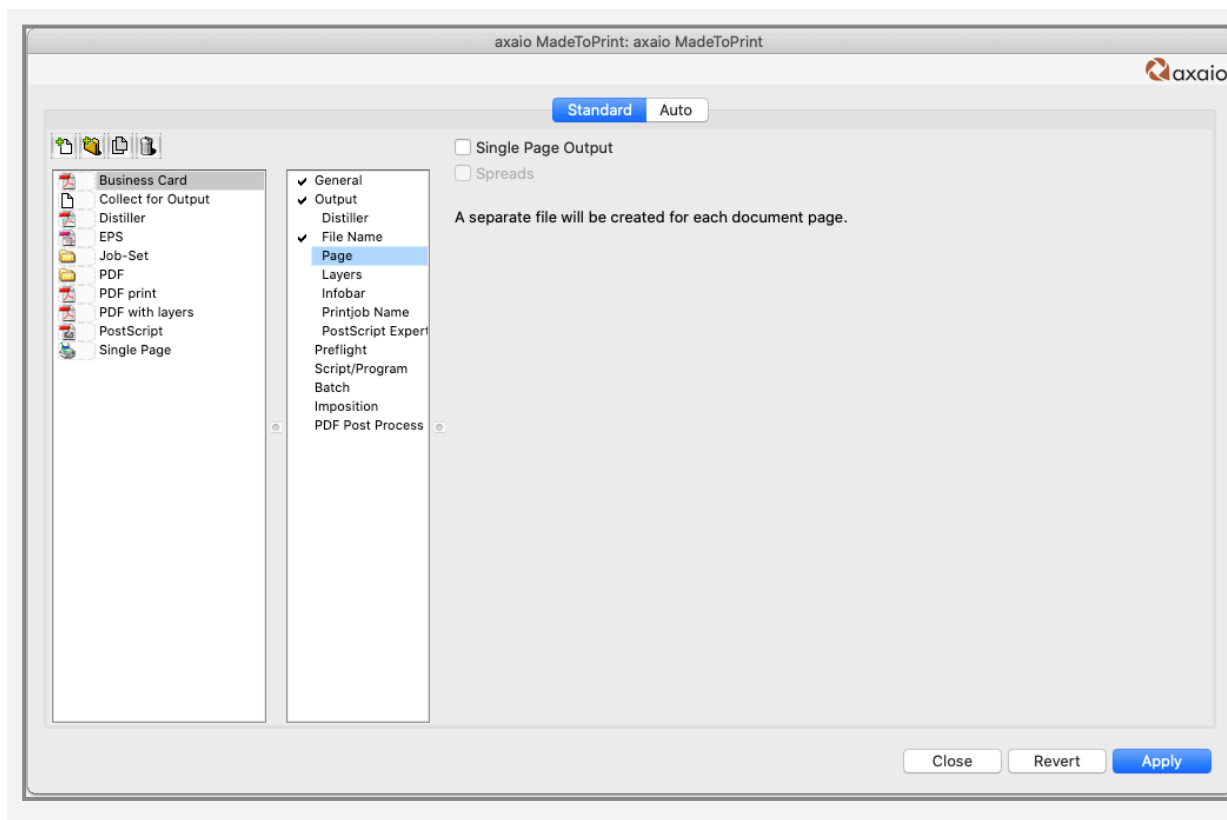 axaio MadeToPrint: axaio MadeToPrint
axaio
Standard Auto
Single Page Output
Spreads
A separate file will be created for each document page.
Business Card
Collect for Output
Distiller
EPS
Job-Set
PDF
PDF print
PDF with layers
PostScript
Single Page
General
Output
Distiller
File Name
Page
Layers
Infobar
Printjob Name
PostScript Expert
Preflight
Script/Program
Batch
Imposition
PDF Post Process
Close Revert Apply